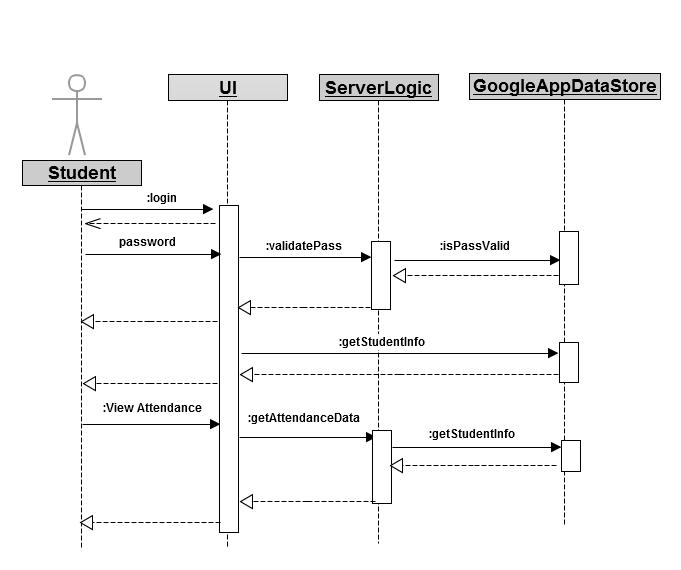 UI
ServerLogic
GoogleAppDataStore
Student
:login
password
:validatePass
:isPassValid
:getStudentInfo
:View Attendance
:getAttendanceData
:getStudentInfo